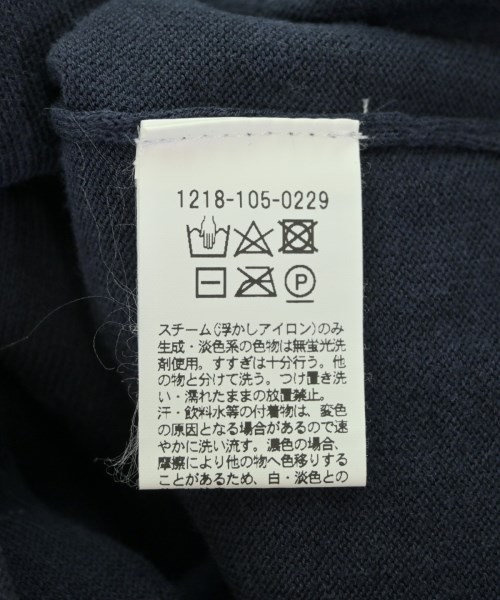 1218-105-0229
P
スチーム(浮かしアイロン)のみ
生成・淡色系の色物は無蛍光洗
剤使用。すすぎは十分行う。他
の物と分けて洗う。つけ置き洗
い・濡れたままの放置禁止。
汗・飲料水等の付着物は、変色
の原因となる場合があるので速
やかに洗い流す。濃色の場合、
摩擦により他の物へ色移りする
ことがあるため、白・淡色との